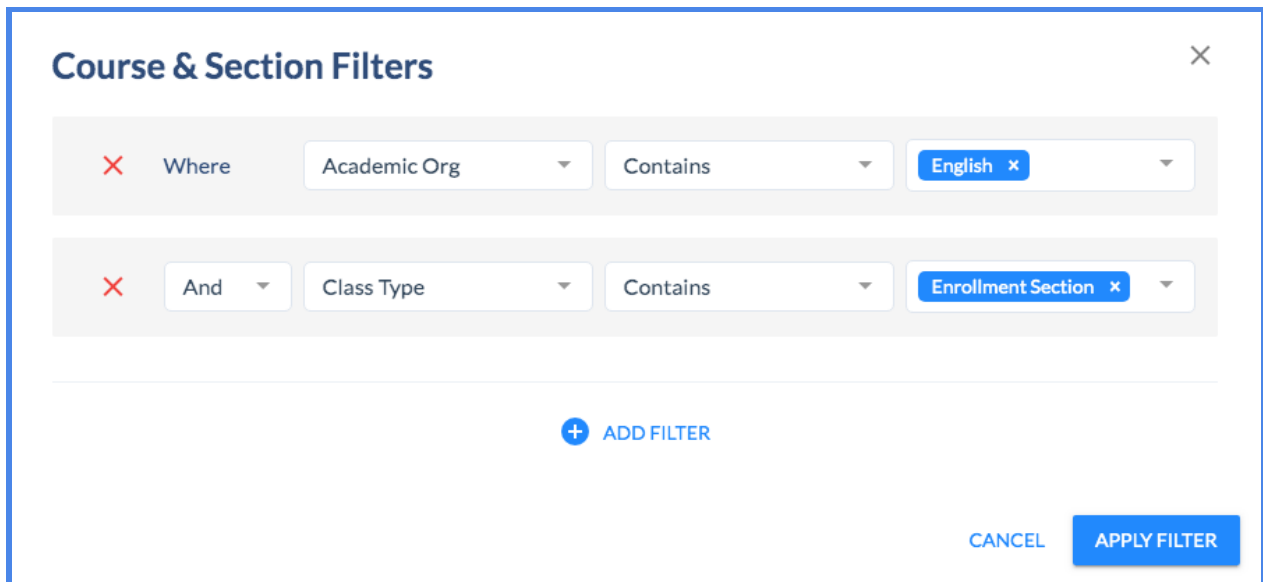 Course & Section Filters
Where Academic Org Contains English
And Class Type Contains Enrollment Section
ADD FILTER
CANCEL APPLY FILTER